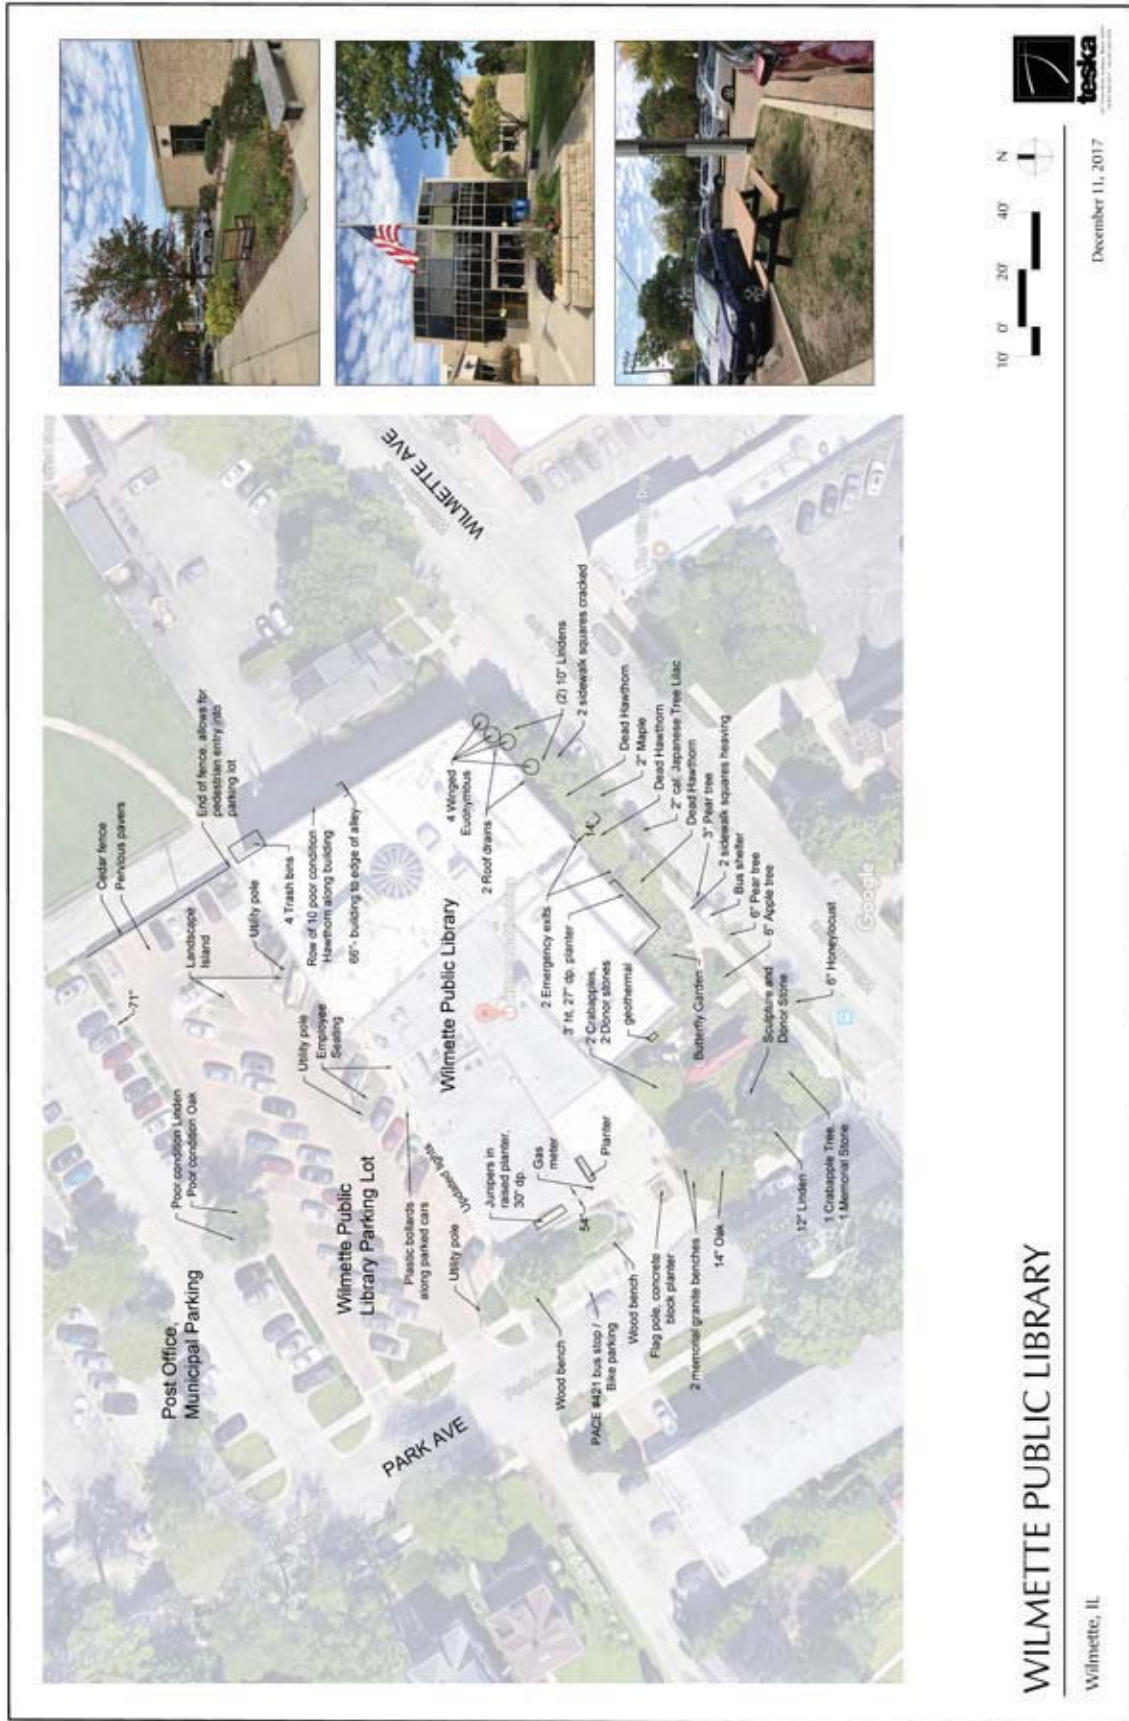 Cedar fence
Pervious pavers
End of fence, allows for
pedestrian entry into
parking lot
71"
Landscape
Island
Utility pole
4 Trash bins
Row of 10 poor condition
Hawthorn along building
66"- building to edge of alley
Poor condition Linden
Poor condition Oak
Post Office,
Municipal Parking
Wilmette Public
Library Parking Lot
Utility pole
Employee
Seating
Plastic bollards
along parked cars
Updated lights
Utility pole
Wilmette Public Library
WILMETTE AVE
PARK AVE
4 Winged
Euonymous
2 Roof drains
(2) 10" Lindens
2 sidewalk squares cracked
Dead Hawthorn
2" Maple
Dead Hawthorn
2" cal. Japanese Tree Lilac
Dead Hawthorn
3" Pear tree
2 sidewalk squares heaving
Bus shelter
6" Pear tree
6" Apple tree
14'
2 Emergency exits
3' ht, 27" dp. planter
2 Crabapples,
2 Donor stones
geothermal
Butterfly Garden
Sculpture and
Donor Stone
6" Honeylocust
Junipers in
raised planter,
30" dp.
Gas
meter
Planter
54"
Wood bench
PACE #421 bus stop /
Bike parking
Wood bench
Flag pole, concrete
block planter
2 memorial granite benches
14" Oak
12" Linden
1 Crabapple Tree,
1 Memorial Stone
Google
WILMETTE PUBLIC LIBRARY
Wilmette, IL
10' 0' 20' 40'
N
December 11, 2017
teska